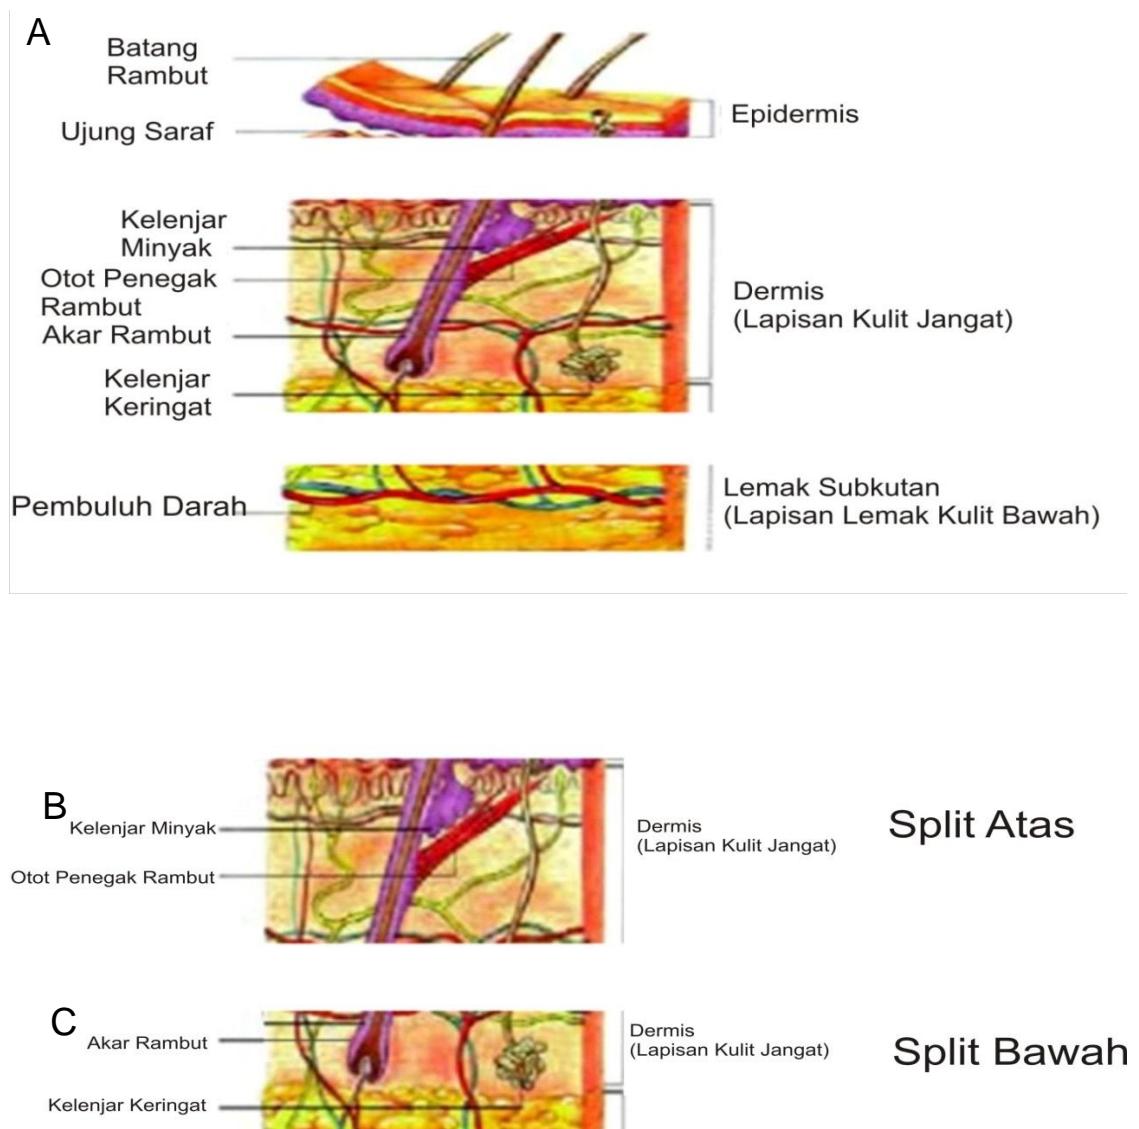 A
Batang
Rambut
Ujung Saraf
Epidermis
Kelenjar
Minyak
Otot Penegak
Rambut
Akar Rambut
Kelenjar
Keringat
Dermis
(Lapisan Kulit Jangat)
Pembuluh Darah
Lemak Subkutan
(Lapisan Lemak Kulit Bawah)
B
Kelenjar Minyak
Otot Penegak Rambut
Dermis
(Lapisan Kulit Jangat)
Split Atas
C
Akar Rambut
Kelenjar Keringat
Dermis
(Lapisan Kulit Jangat)
Split Bawah